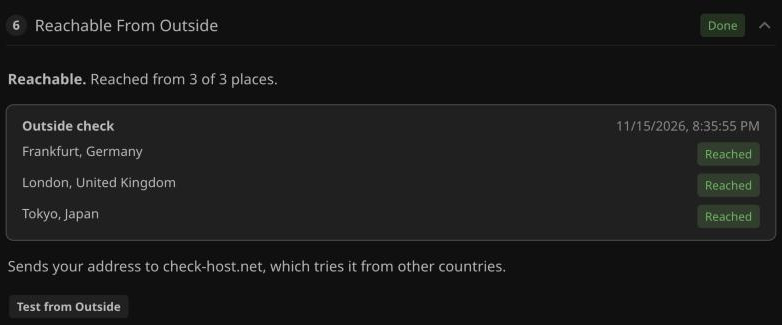 6 Reachable From Outside Done
Reachable. Reached from 3 of 3 places.
Outside check 11/15/2026, 8:35:55 PM
Frankfurt, Germany Reached
London, United Kingdom Reached
Tokyo, Japan Reached
Sends your address to check-host.net, which tries it from other countries.
Test from Outside